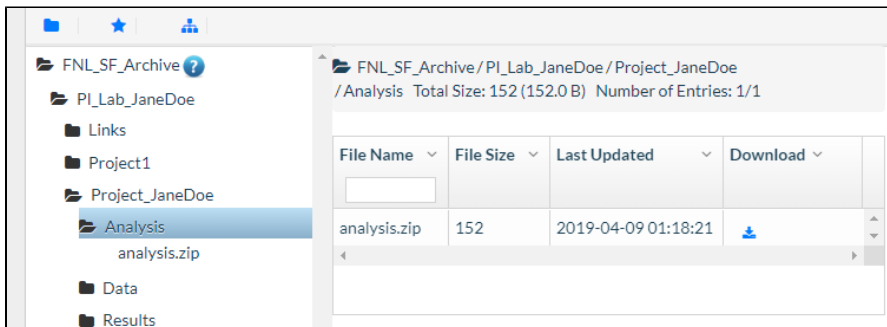 FNL_SF_Archive ?
PI_Lab_JaneDoe
Links
Project1
Project_JaneDoe
Analysis
analysis.zip
Data
Results
FNL_SF_Archive / PI_Lab_JaneDoe / Project_JaneDoe
/ Analysis Total Size: 152 (152.0 B) Number of Entries: 1/1
File Name File Size Last Updated Download
analysis.zip 152 2019-04-09 01:18:21